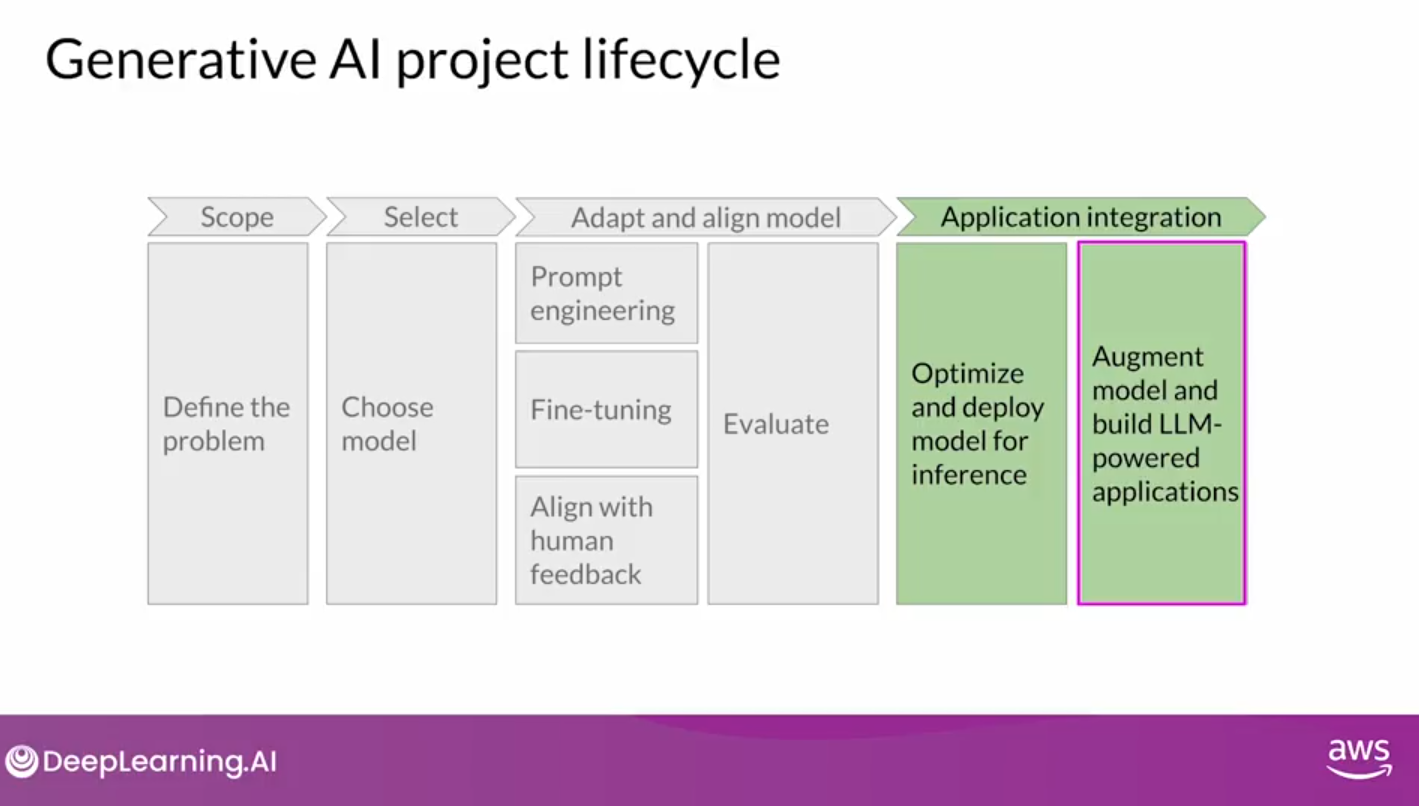 Generative AI project lifecycle
Scope
Select
Adapt and align model
Application integration
Define the
problem
Choose
model
Prompt
engineering
Fine-tuning
Align with
human
feedback
Evaluate
Optimize
and deploy
model for
inference
Augment
model and
build LLM-
powered
applications
DeepLearning.AI
aws